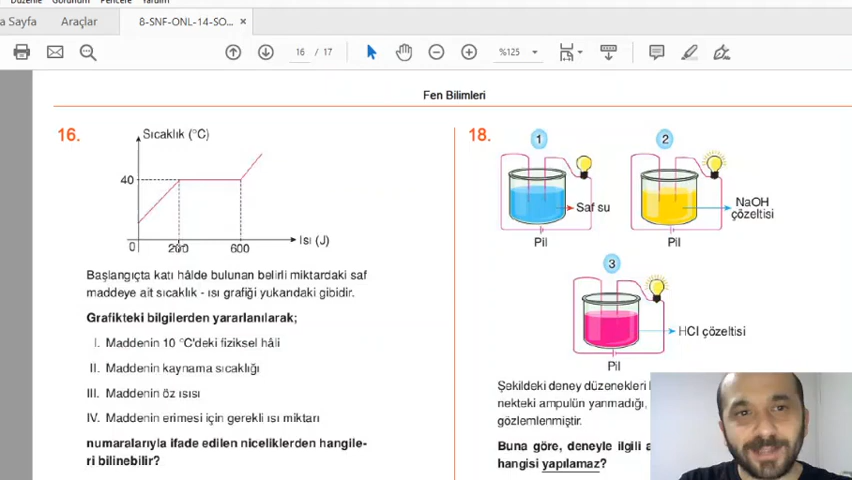 Düzenle Görünüm Pencere Yardım
Sayfa Araçlar 8-SNF-ONL-14-SO... ×
16 / 17 %125
Fen Bilimleri
16.
Sıcaklık (°C)
40
0 200 600 Isı (J)
Başlangıçta katı hâlde bulunan belirli miktardaki saf
maddeye ait sıcaklık - ısı grafiği yukarıdaki gibidir.
Grafikteki bilgilerden yararlanılarak;
I. Maddenin 10 °C'deki fiziksel hâli
II. Maddenin kaynama sıcaklığı
III. Maddenin öz ısısı
IV. Maddenin erimesi için gerekli ısı miktarı
numaralarıyla ifade edilen niceliklerden hangile-
ri bilinebilir?
18.
1
Saf su
Pil
2
NaOH
çözeltisi
Pil
3
HCl çözeltisi
Pil
Şekildeki deney düzenekleri
nekteki ampulün yanmadığı,
gözlemlenmiştir.
Buna göre, deneyle ilgili
hangisi yapılamaz?